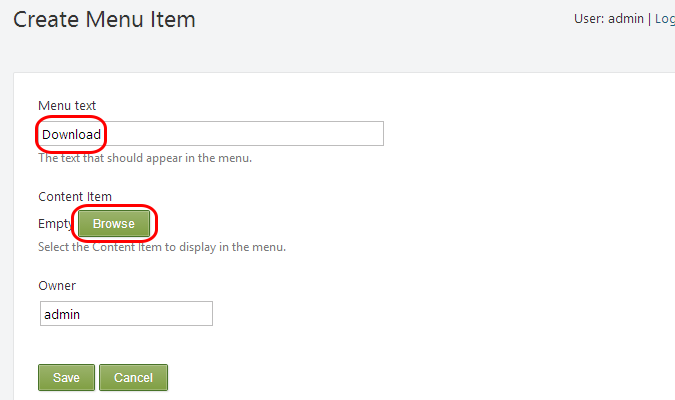 Create Menu Item
User: admin | Log
Menu text
Download
The text that should appear in the menu.
Content Item
Empty Browse
Select the Content Item to display in the menu.
Owner
admin
Save Cancel